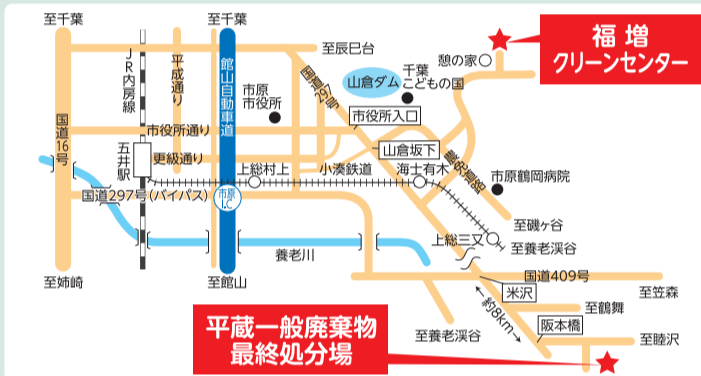 至千葉
至千葉
至辰巳台
憩の家
福増
クリーンセンター
JR内房線
平成通り
館山自動車道
国道297号
山倉ダム
千葉
こどもの国
市原
市役所
市役所入口
国道16号
市役所通り
山倉坂下
農免道路
五井駅
更級通り
上総村上
小湊鉄道
海士有木
市原鶴岡病院
国道297号(バイパス)
市原
I.C
至磯ヶ谷
上総三又
至養老渓谷
養老川
国道409号
至姉崎
至館山
米沢
至笠森
至鶴舞
約8km
阪本橋
至養老渓谷
至睦沢
平蔵一般廃棄物
最終処分場